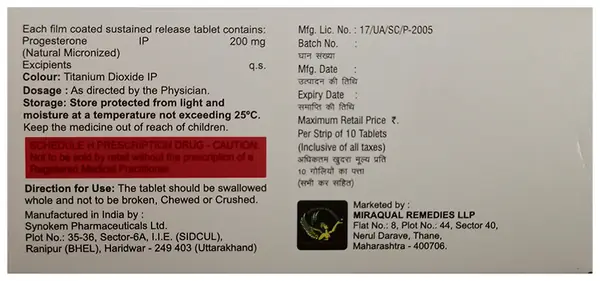 Each film coated sustained release tablet contains:
Progesterone IP 200 mg
(Natural Micronized)
Excipients q.s.
Colour: Titanium Dioxide IP
Dosage : As directed by the Physician.
Storage: Store protected from light and
moisture at a temperature not exceeding 25ºC.
Keep the medicine out of reach of children.
SCHEDULE H PRESCRIPTION DRUG - CAUTION
Not to be sold by retail without the prescription of a
Registered Medical Practitioner.
Direction for Use: The tablet should be swallowed
whole and not to be broken, Chewed or Crushed.
Manufactured in India by :
Synokem Pharmaceuticals Ltd.
Plot No.: 35-36, Sector-6A, I.I.E. (SIDCUL),
Ranipur (BHEL), Haridwar - 249 403 (Uttarakhand)
Mfg. Lic. No. : 17/UA/SC/P-2005
Batch No. :
घान संख्या
Mfg. Date :
उत्पादन की तिथि
Expiry Date :
समाप्ति की तिथि
Maximum Retail Price ₹.
Per Strip of 10 Tablets
(Inclusive of all taxes)
अधिकतम खुदरा मूल्य प्रति
10 गोलियों का पत्ता
(सभी कर सहित)
Marketed by :
MIRAQUAL REMEDIES LLP
Flat No.: 8, Plot No.: 44, Sector 40,
Nerul Darave, Thane,
Maharashtra - 400706.